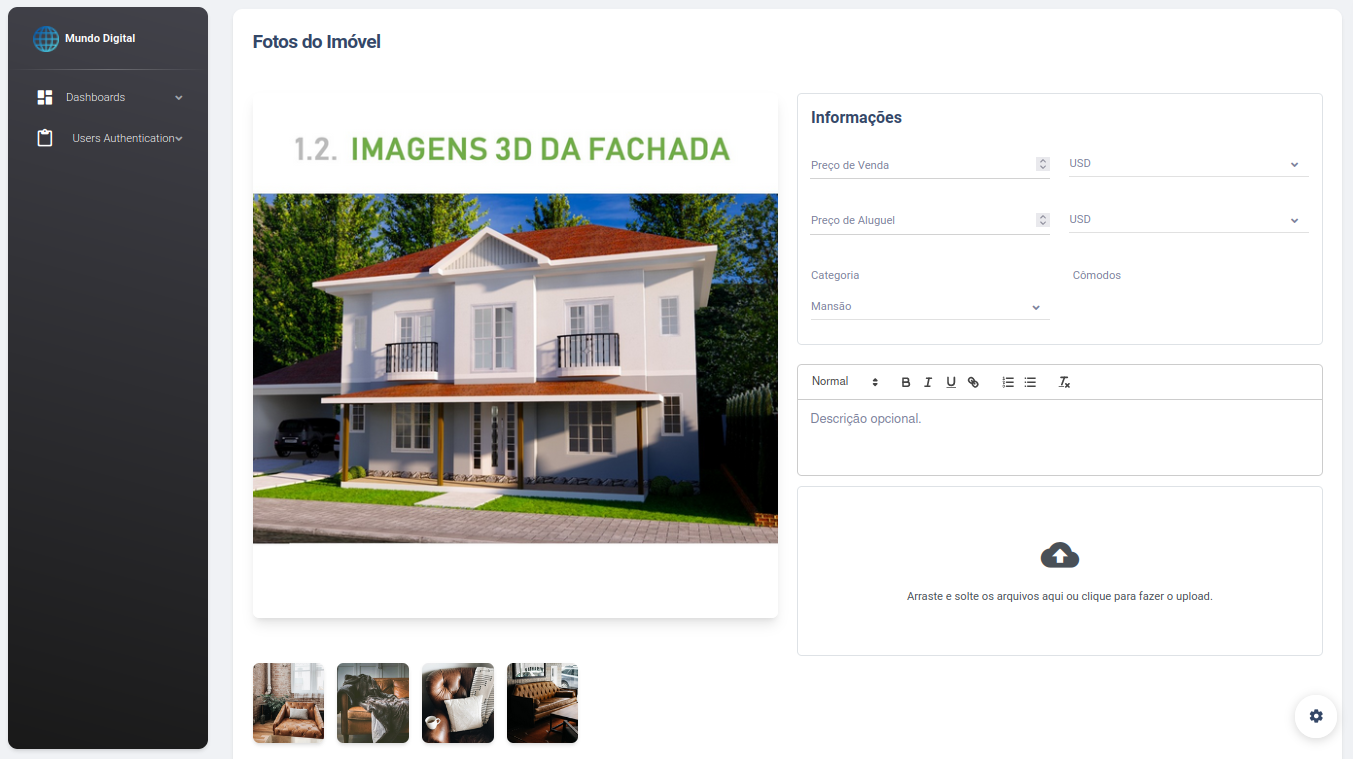 Mundo Digital
Dashboards
Users Authentication
Fotos do Imóvel
1.2. IMAGENS 3D DA FACHADA
Informações
Preço de Venda
USD
Preço de Aluguel
USD
Categoria
Cômodos
Mansão
Normal
Descrição opcional.
Arraste e solte os arquivos aqui ou clique para fazer o upload.